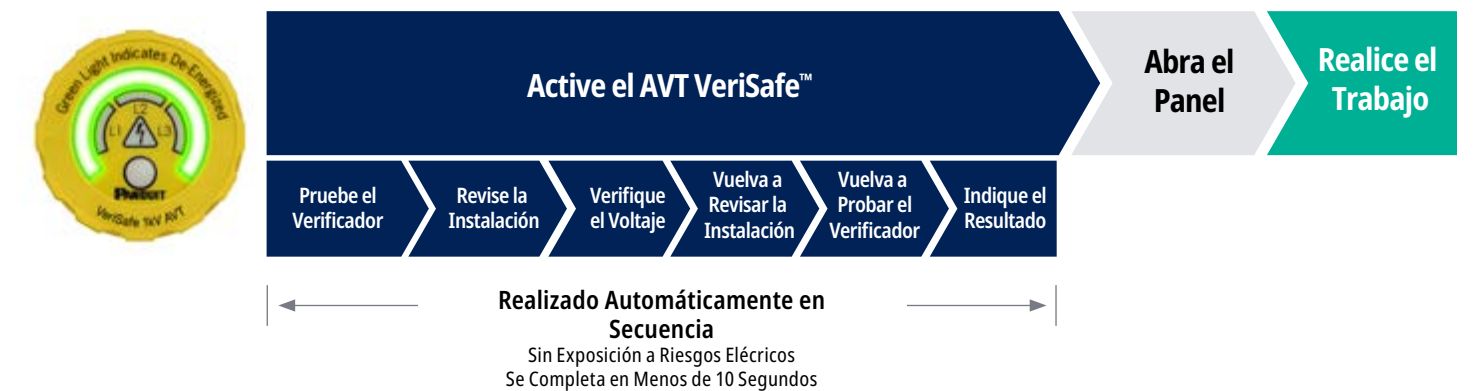 Green Light Indicates De-Energized
L2
L1
L3
PANDUIT
VeriSafe 1kV AVT
Active el AVT VeriSafe™
Abra el
Panel
Realice el
Trabajo
Pruebe el
Verificador
Revise la
Instalación
Verifique
el Voltaje
Vuelva a
Revisar la
Instalación
Vuelva a
Probar el
Verificador
Indique el
Resultado
Realizado Automáticamente en
Secuencia
Sin Exposición a Riesgos Elécricos
Se Completa en Menos de 10 Segundos